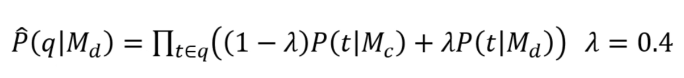 P̂(q|M_d) = ∏_{t∈q}((1 − λ)P(t|M_c) + λP(t|M_d)) λ = 0.4